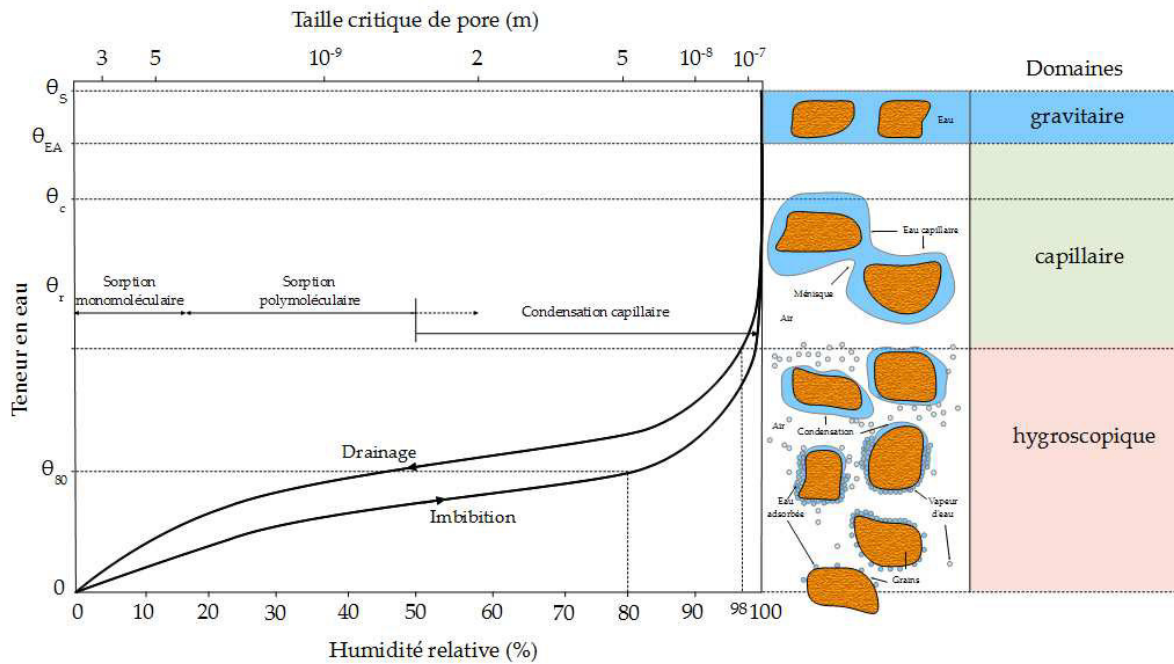 Taille critique de pore (m)
3 5 10⁻⁹ 2 5 10⁻⁸ 10⁻⁷
Domaines
θS
gravitaire
Eau
θEA
θc
Eau capillaire
capillaire
Sorption
monomoléculaire
Sorption
polymoléculaire
θr
Ménisque
Condensation capillaire
Air
Teneur en eau
Air
Condensation
hygroscopique
Drainage
θ80
Imbibition
Eau
adsorbée
Vapeur
d'eau
Grains
0
0 10 20 30 40 50 60 70 80 90 98 100
Humidité relative (%)